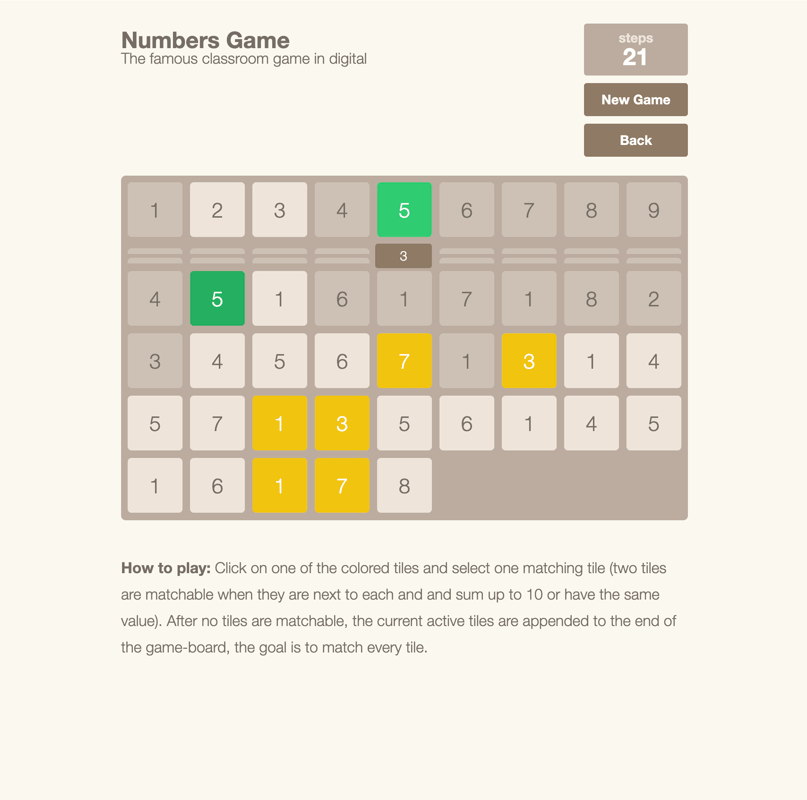 Numbers Game
The famous classroom game in digital
steps
21
New Game
Back
1 2 3 4 5 6 7 8 9
3
4 5 1 6 1 7 1 8 2
3 4 5 6 7 1 3 1 4
5 7 1 3 5 6 1 4 5
1 6 1 7 8
How to play: Click on one of the colored tiles and select one matching tile (two tiles
are matchable when they are next to each and and sum up to 10 or have the same
value). After no tiles are matchable, the current active tiles are appended to the end of
the game-board, the goal is to match every tile.